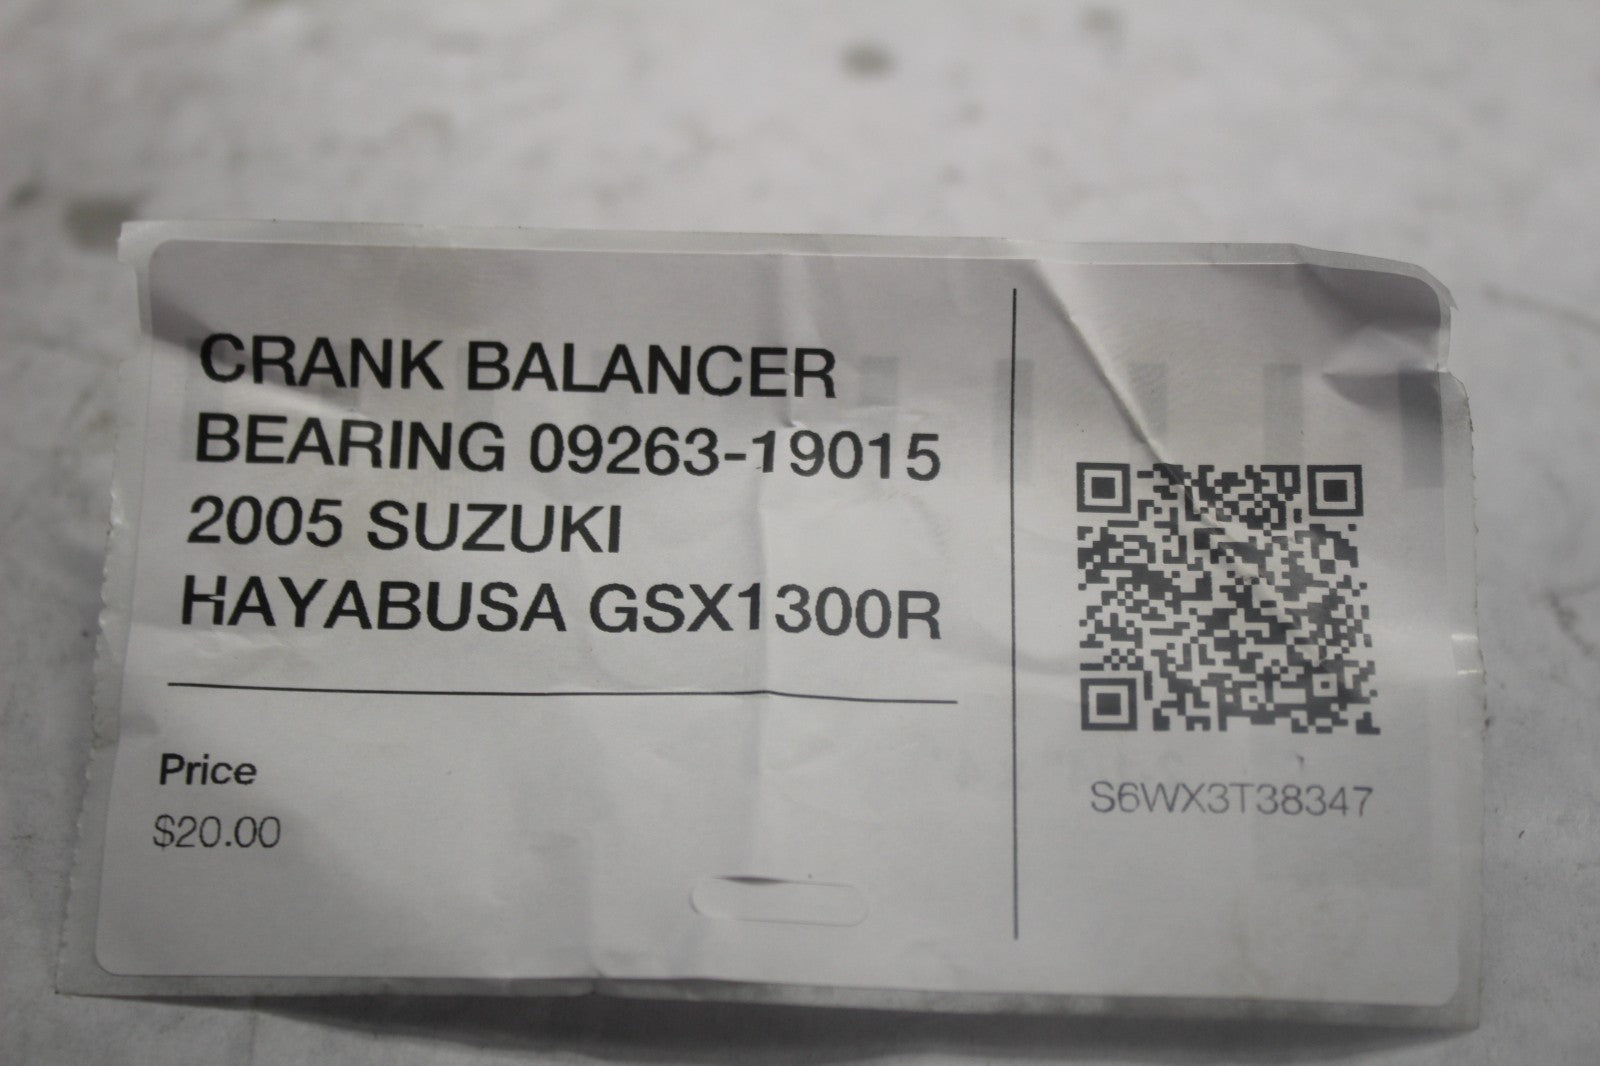 CRANK BALANCER
BEARING 09263-19015
2005 SUZUKI
HAYABUSA GSX1300R
Price
$20.00
S6WX3T38347